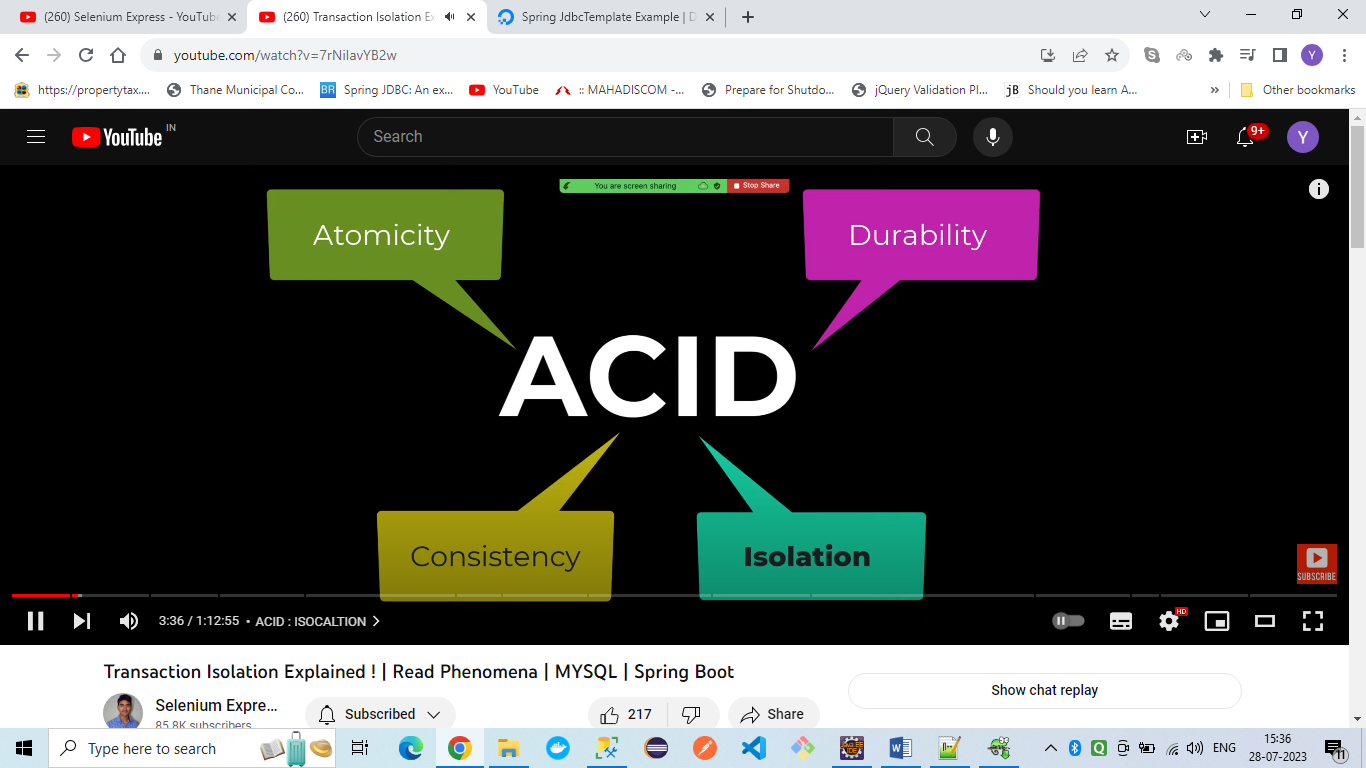 (260) Selenium Express - YouTube
(260) Transaction Isolation Ex
Spring JdbcTemplate Example | D
youtube.com/watch?v=7rNilavYB2w
Y
https://propertytax....
Thane Municipal Co...
BR
Spring JDBC: An ex...
YouTube
:: MAHADISCOM -...
Prepare for Shutdo...
jQuery Validation Pl...
jB
Should you learn A...
»
Other bookmarks
YouTube IN
Search
9+
Y
You are screen sharing
Stop Share
Atomicity
Durability
ACID
Consistency
Isolation
SUBSCRIBE
3:36 / 1:12:55 • ACID : ISOCALTION
HD
Transaction Isolation Explained ! | Read Phenomena | MYSQL | Spring Boot
Show chat replay
Selenium Expre...
85.8K subscribers
Subscribed
217
Share
Type here to search
ENG
15:36
28-07-2023
11